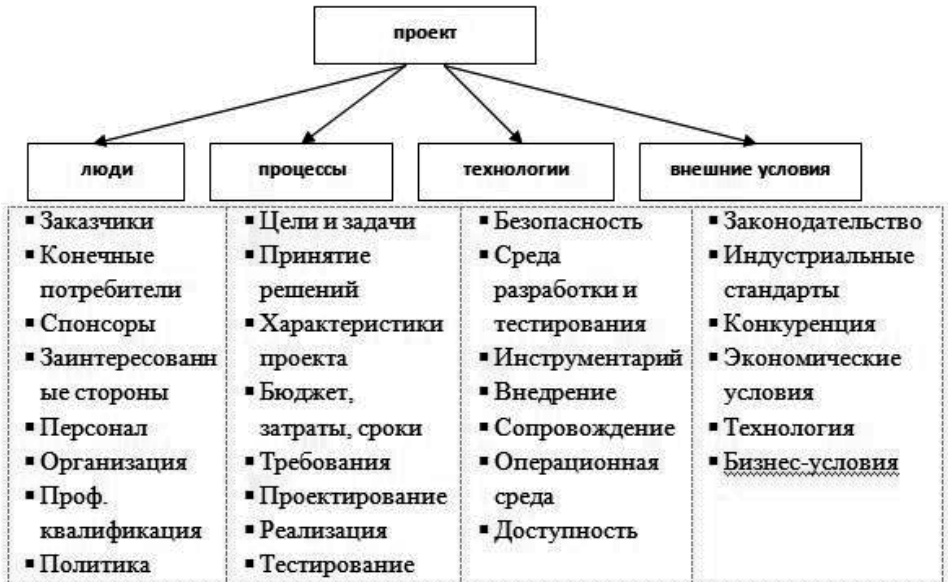 проект
люди
процессы
технологии
внешние условия
▪ Заказчики
▪ Конечные
потребители
▪ Спонсоры
▪ Заинтересованн
ые стороны
▪ Персонал
▪ Организация
▪ Проф.
квалификация
▪ Политика
▪ Цели и задачи
▪ Принятие
решений
▪ Характеристики
проекта
▪ Бюджет,
затраты, сроки
▪ Требования
▪ Проектирование
▪ Реализация
▪ Тестирование
▪ Безопасность
▪ Среда
разработки и
тестирования
▪ Инструментарий
▪ Внедрение
▪ Сопровождение
▪ Операционная
среда
▪ Доступность
▪ Законодательство
▪ Индустриальные
стандарты
▪ Конкуренция
▪ Экономические
условия
▪ Технология
▪ Бизнес-условия